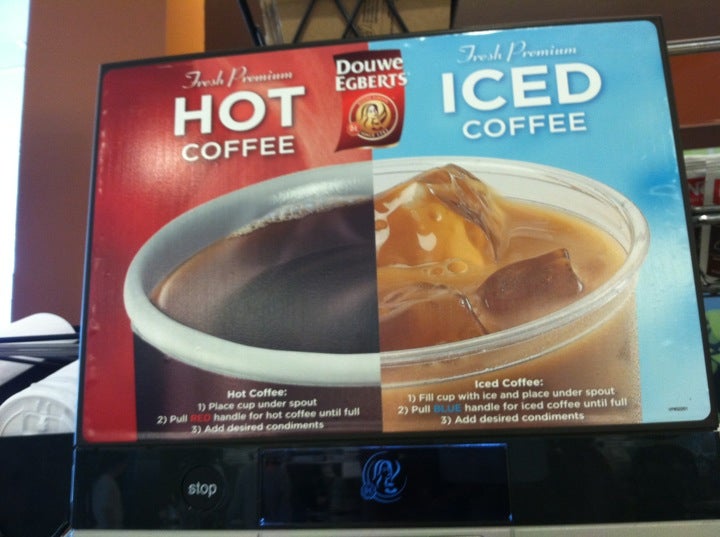 Fresh Premium
HOT
COFFEE
Douwe
EGBERTS
Fresh Premium
ICED
COFFEE
Hot Coffee:
1) Place cup under spout
2) Pull RED handle for hot coffee until full
3) Add desired condiments
Iced Coffee:
1) Fill cup with ice and place under spout
2) Pull BLUE handle for iced coffee until full
3) Add desired condiments
stop